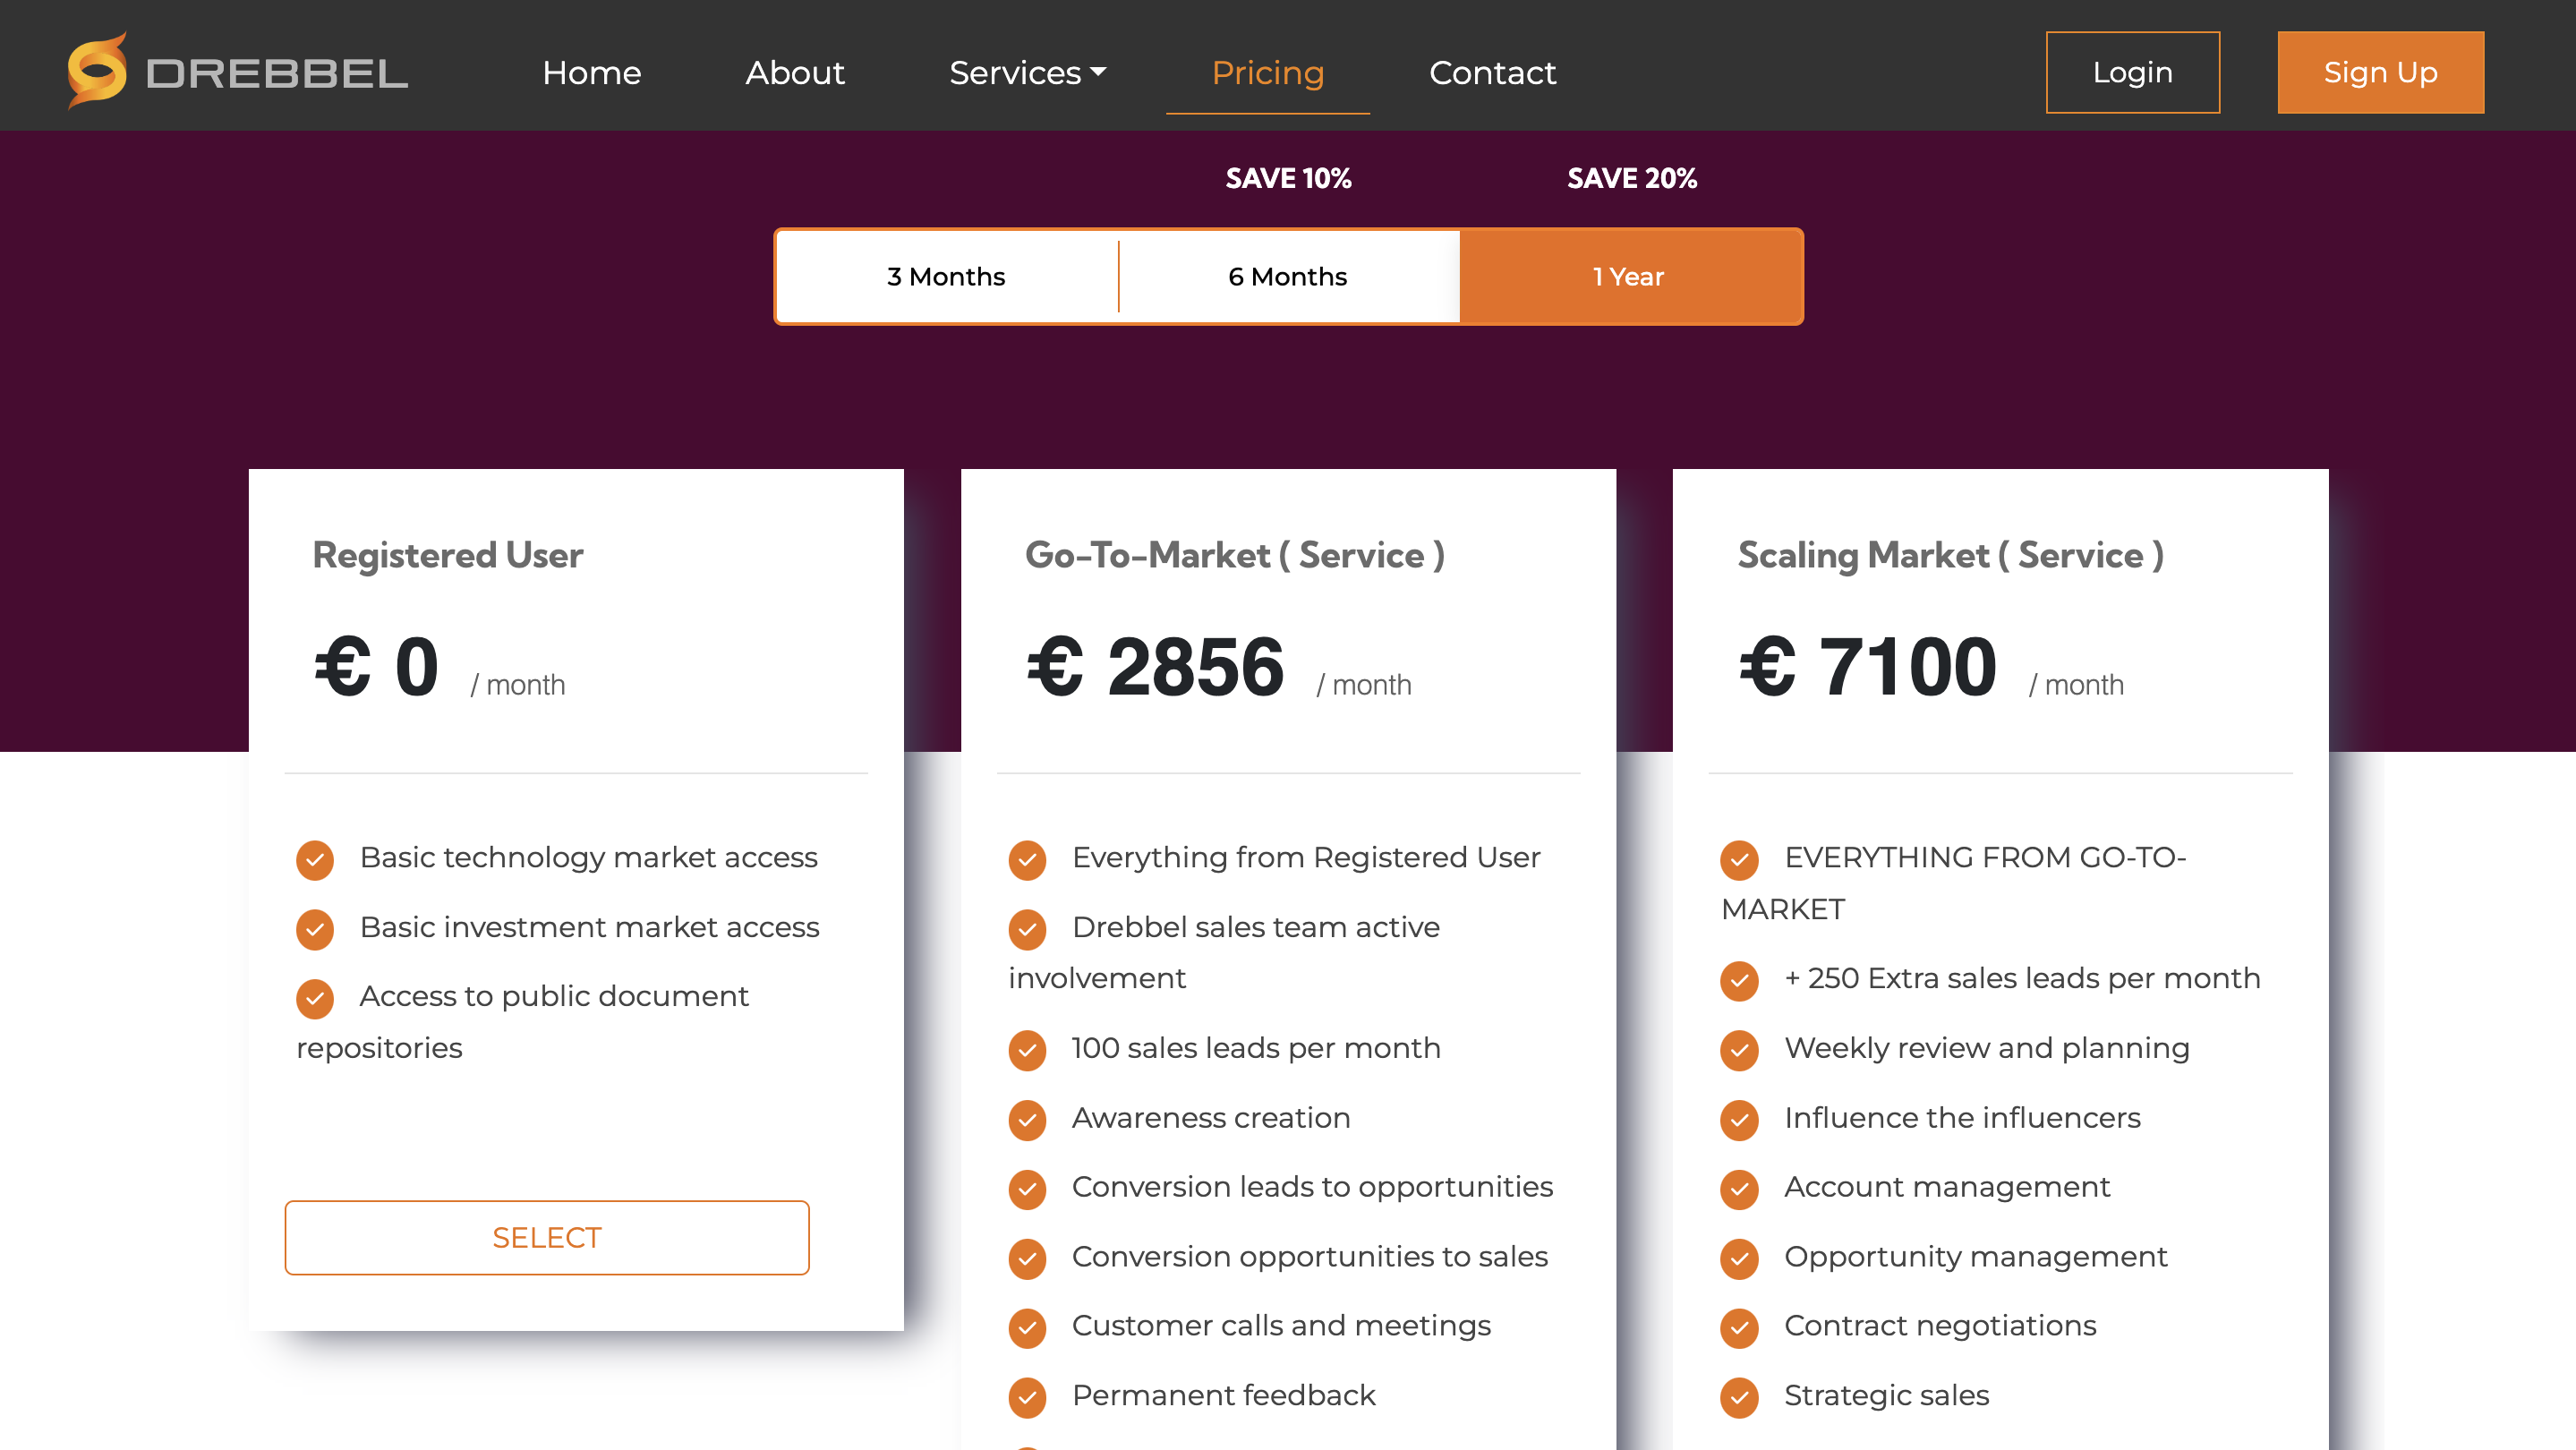 DREBBEL
Home
About
Services
Pricing
Contact
Login
Sign Up
SAVE 10%
SAVE 20%
3 Months
6 Months
1 Year
Registered User
€ 0 / month
Basic technology market access
Basic investment market access
Access to public document
repositories
SELECT
Go-To-Market ( Service )
€ 2856 / month
Everything from Registered User
Drebbel sales team active
involvement
100 sales leads per month
Awareness creation
Conversion leads to opportunities
Conversion opportunities to sales
Customer calls and meetings
Permanent feedback
Scaling Market ( Service )
€ 7100 / month
EVERYTHING FROM GO-TO-
MARKET
+ 250 Extra sales leads per month
Weekly review and planning
Influence the influencers
Account management
Opportunity management
Contract negotiations
Strategic sales